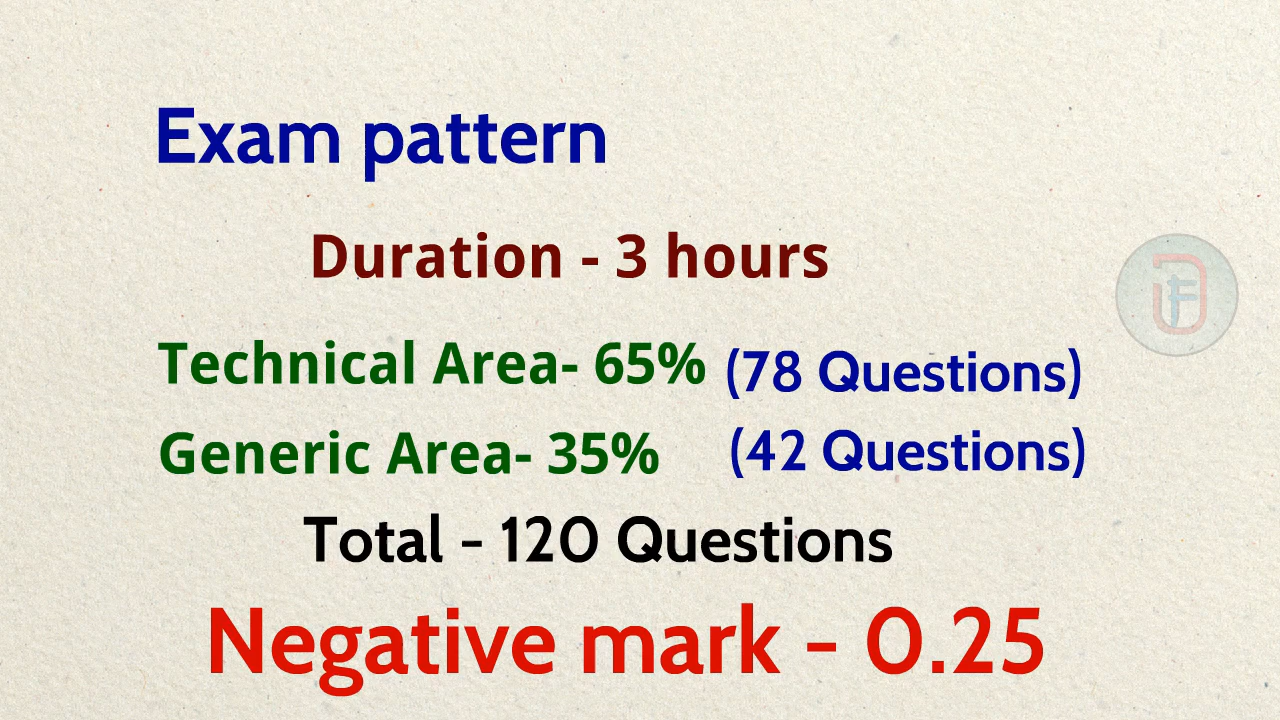 Exam pattern
Duration - 3 hours
Technical Area- 65% (78 Questions)
Generic Area- 35% (42 Questions)
Total - 120 Questions
Negative mark - 0.25